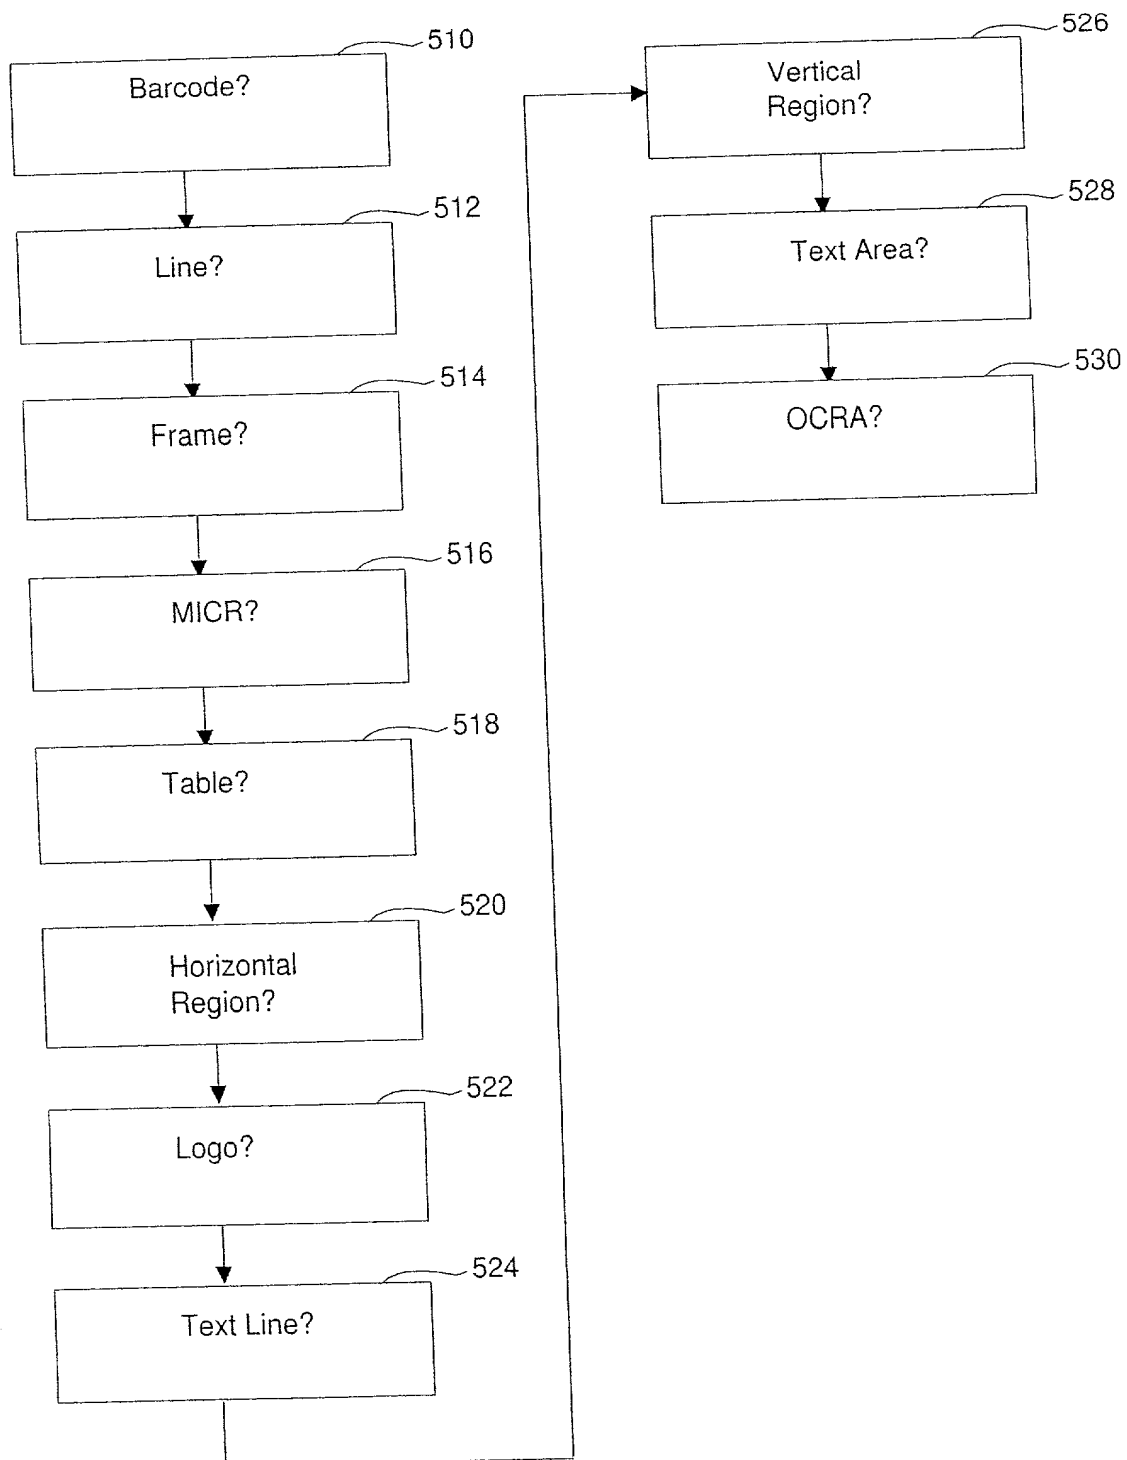 510
Barcode?
512
Line?
514
Frame?
516
MICR?
518
Table?
520
Horizontal
Region?
522
Logo?
524
Text Line?
526
Vertical
Region?
528
Text Area?
530
OCRA?